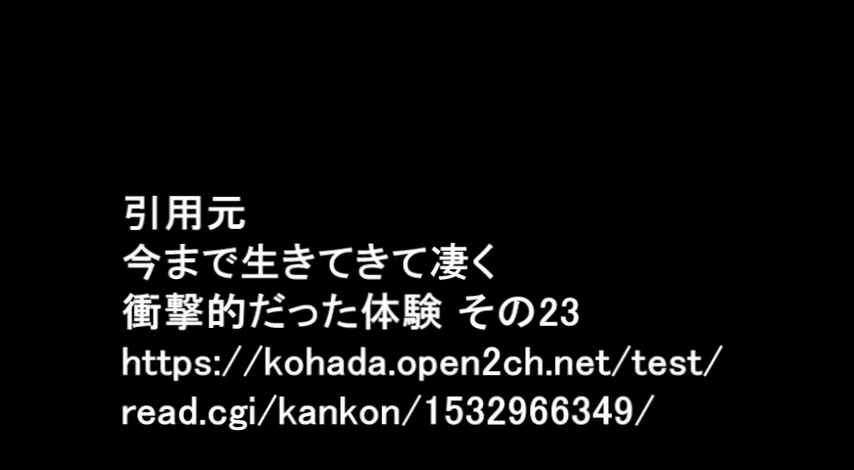 引用元
今まで生きてきて凄く
衝撃的だった体験 その23
https://kohada.open2ch.net/test/
read.cgi/kankon/1532966349/